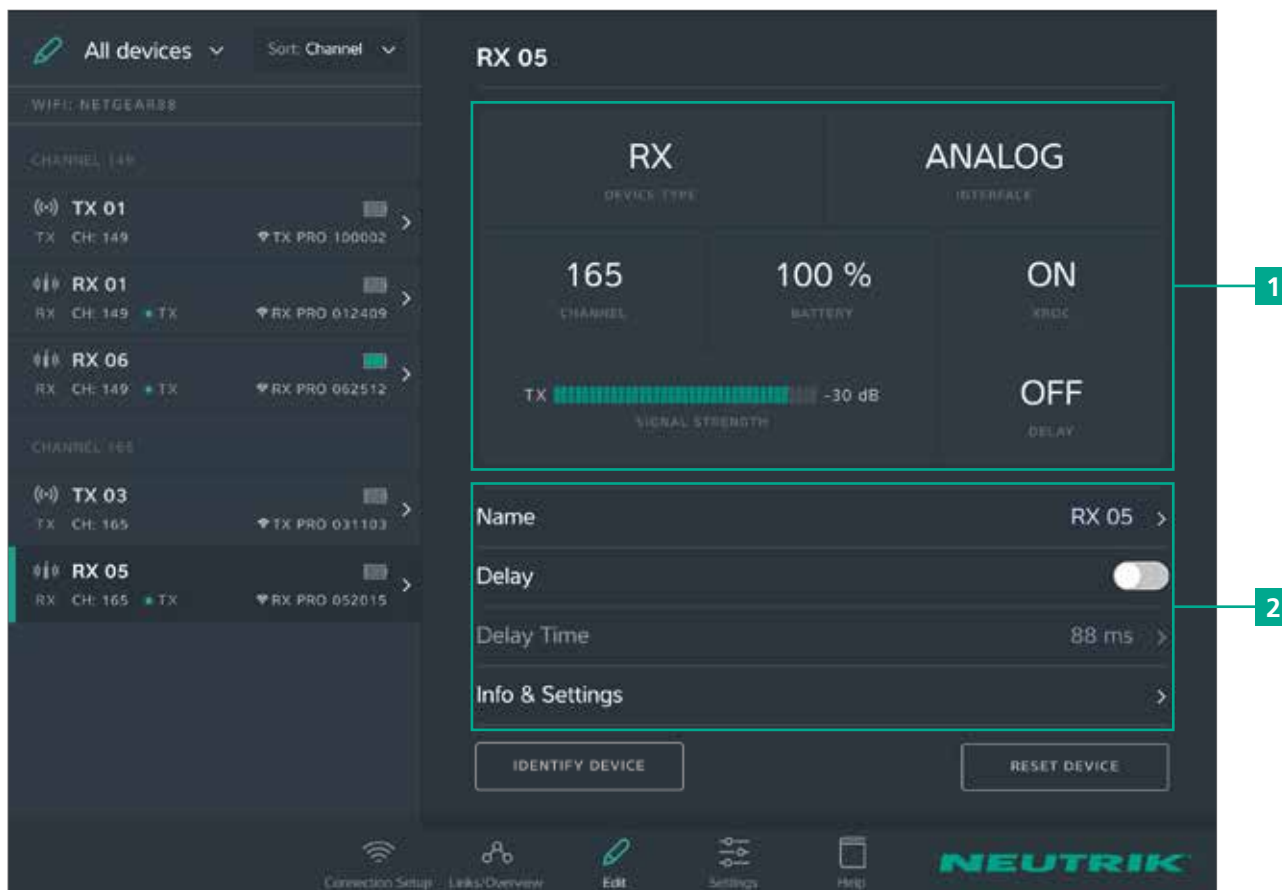 All devices
Sort: Channel
WIFI: NETGEAR88
CHANNEL 149
TX 01
TX CH: 149 TX PRO 100002
RX 01
RX CH: 149 TX RX PRO 012409
RX 06
RX CH: 149 TX RX PRO 062512
CHANNEL 165
TX 03
TX CH: 165 TX PRO 031103
RX 05
RX CH: 165 TX RX PRO 052015
RX 05
RX
DEVICE TYPE
ANALOG
INTERFACE
165
CHANNEL
100 %
BATTERY
ON
XROC
TX -30 dB
SIGNAL STRENGTH
OFF
DELAY
1
Name RX 05
Delay
Delay Time 88 ms
Info & Settings
2
IDENTIFY DEVICE
RESET DEVICE
Connection Setup
Links/Overview
Edit
Settings
Help
NEUTRIK